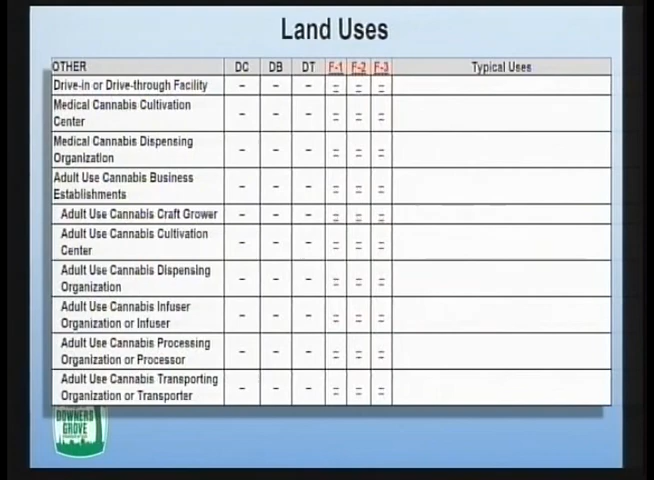 Land Uses
OTHER DC DB DT F-1 F-2 F-3 Typical Uses
Drive-in or Drive-through Facility – – – = = =
Medical Cannabis Cultivation
Center – – – = = =
Medical Cannabis Dispensing
Organization – – – = = =
Adult Use Cannabis Business
Establishments – – – = = =
Adult Use Cannabis Craft Grower – – – = = =
Adult Use Cannabis Cultivation
Center – – – = = =
Adult Use Cannabis Dispensing
Organization – – – = = =
Adult Use Cannabis Infuser
Organization or Infuser – – – = = =
Adult Use Cannabis Processing
Organization or Processor – – – = = =
Adult Use Cannabis Transporting
Organization or Transporter – – – = = =
DOWNERS
GROVE